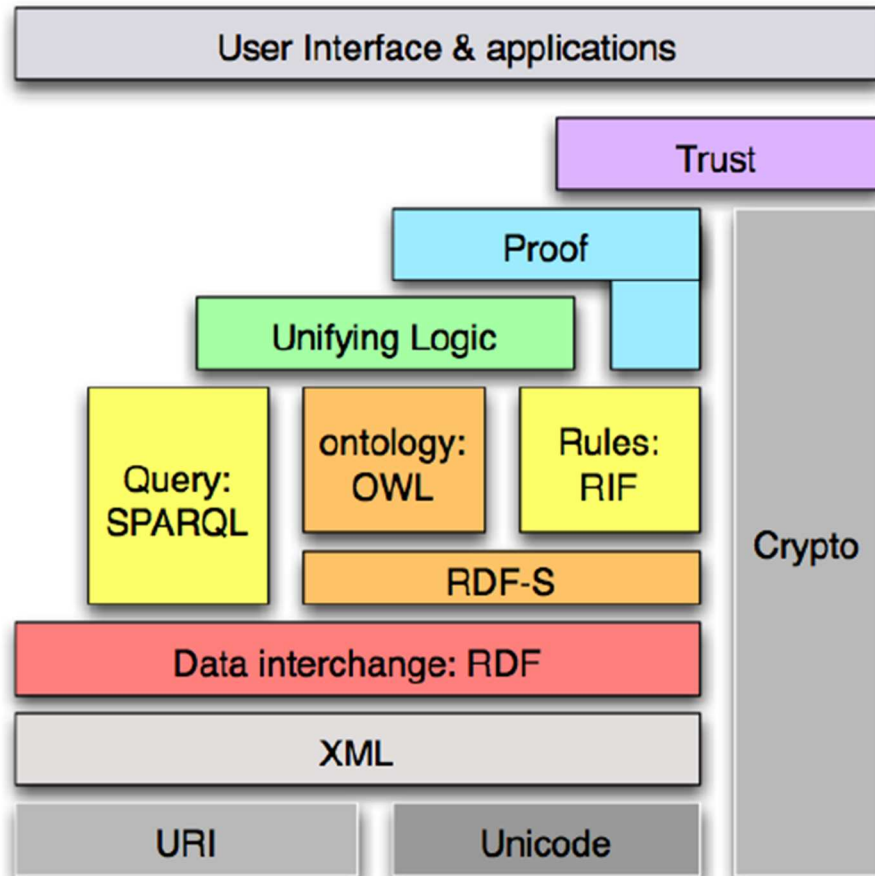 User Interface & applications
Trust
Proof
Unifying Logic
Query:
SPARQL
ontology:
OWL
Rules:
RIF
Crypto
RDF-S
Data interchange: RDF
XML
URI
Unicode